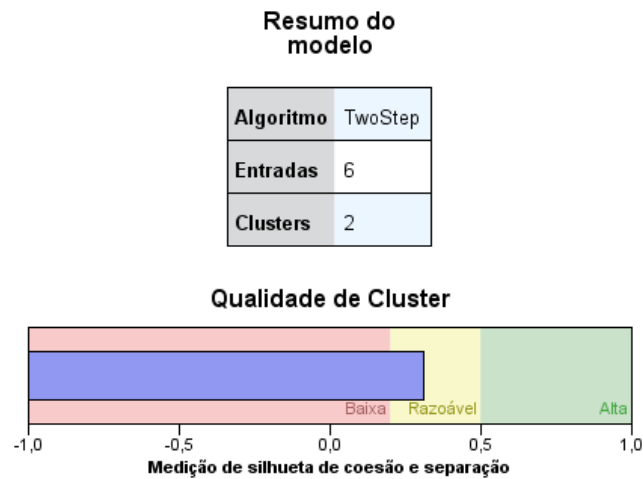 Resumo do
modelo
Algoritmo TwoStep
Entradas 6
Clusters 2
Qualidade de Cluster
Baixa Razoável Alta
-1,0 -0,5 0,0 0,5 1,0
Medição de silhueta de coesão e separação